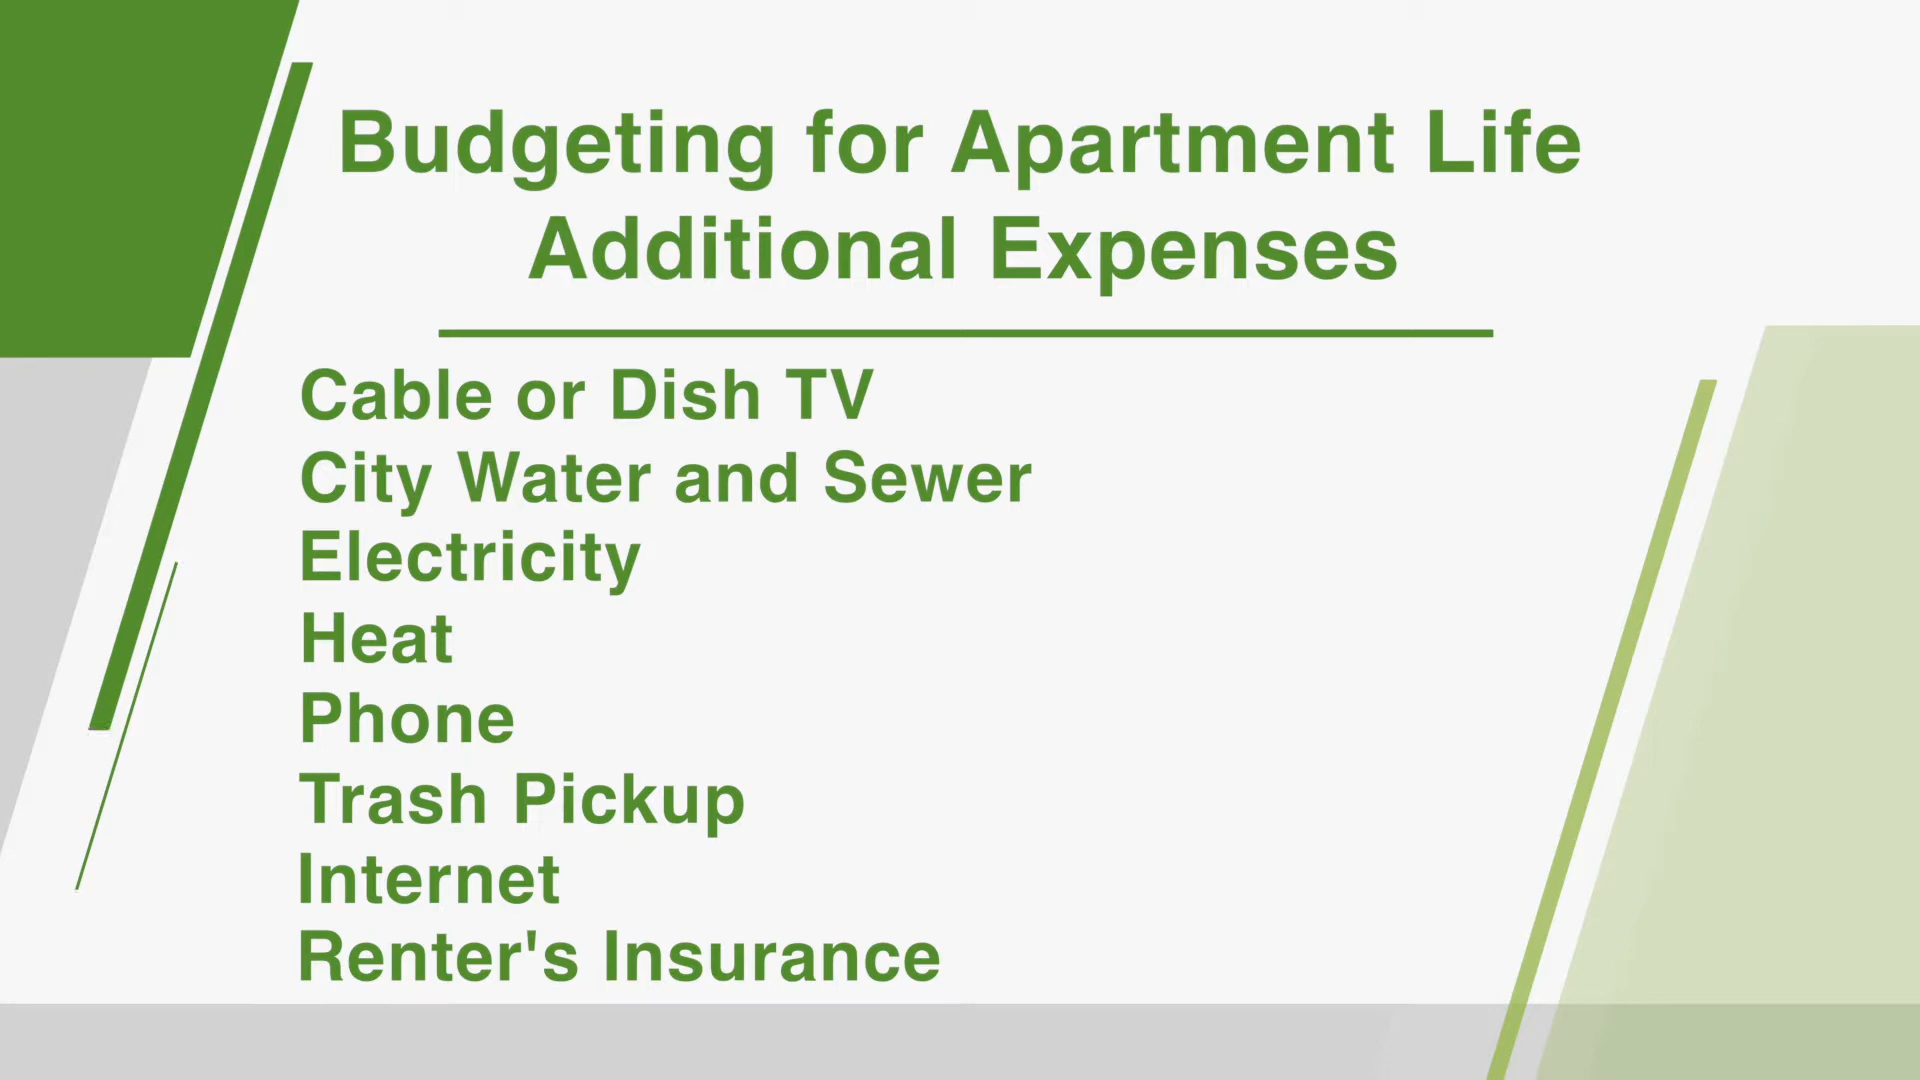 Budgeting for Apartment Life
Additional Expenses
Cable or Dish TV
City Water and Sewer
Electricity
Heat
Phone
Trash Pickup
Internet
Renter's Insurance